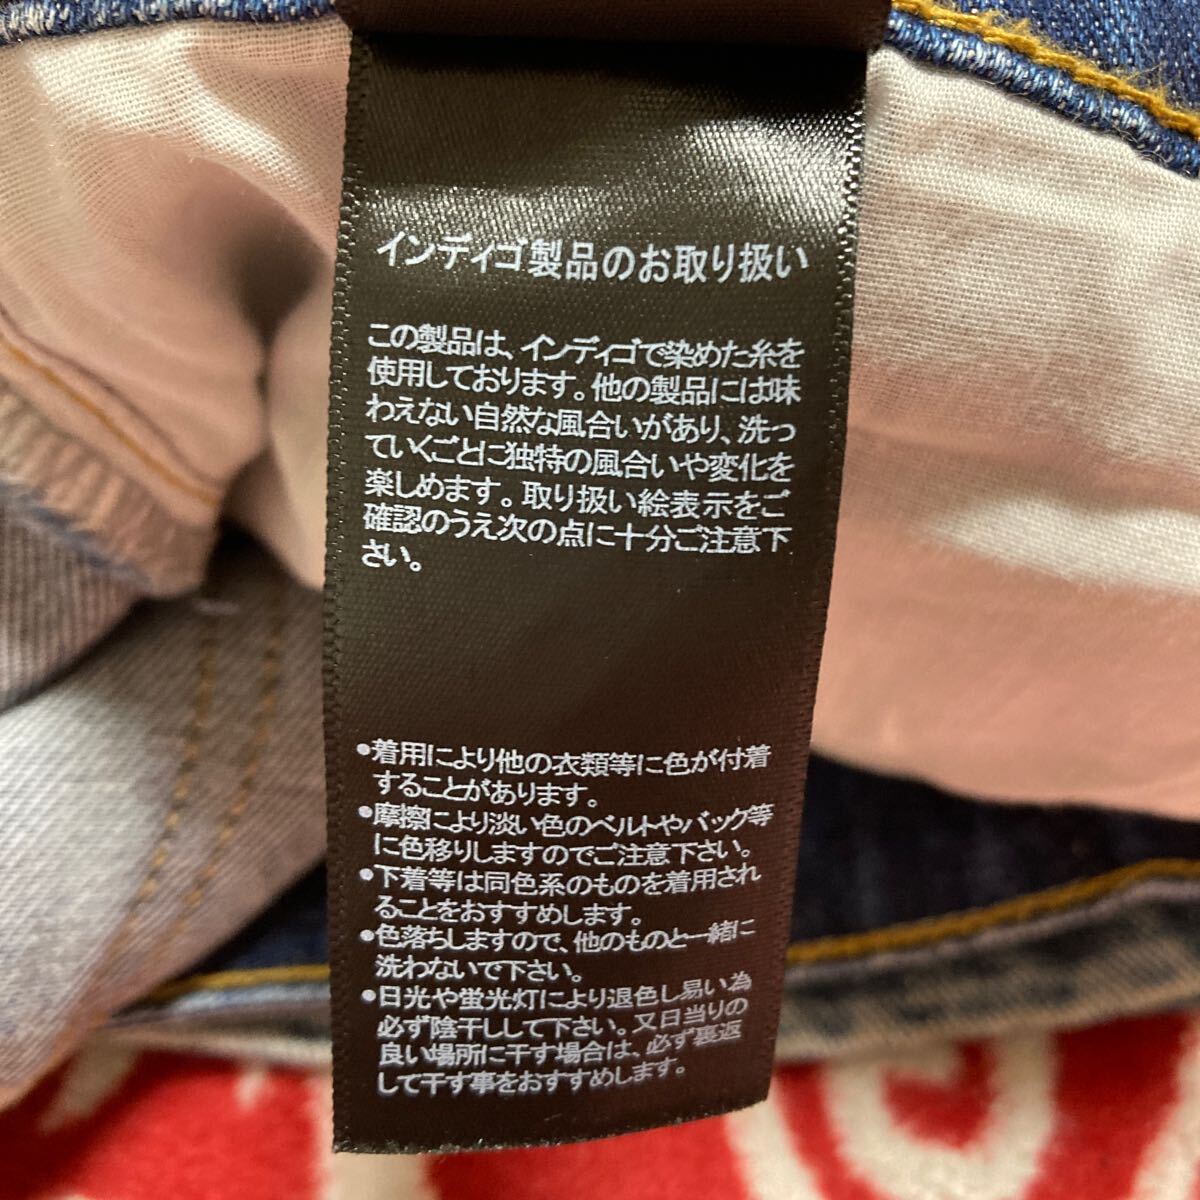 インディゴ製品のお取り扱い
この製品は、インディゴで染めた糸を
使用しております。他の製品には味
わえない自然な風合いがあり、洗っ
ていくごとに独特の風合いや変化を
楽しめます。取り扱い絵表示をご
確認のうえ次の点に十分ご注意下
さい。
•着用により他の衣類等に色が付着
することがあります。
•摩擦により淡い色のベルトやバック等
に色移りしますのでご注意下さい。
•下着等は同色系のものを着用され
ることをおすすめします。
•色落ちしますので、他のものと一緒に
洗わないで下さい。
•日光や蛍光灯により退色し易い為
必ず陰干しして下さい。又日当りの
良い場所に干す場合は、必ず裏返
して干す事をおすすめします。